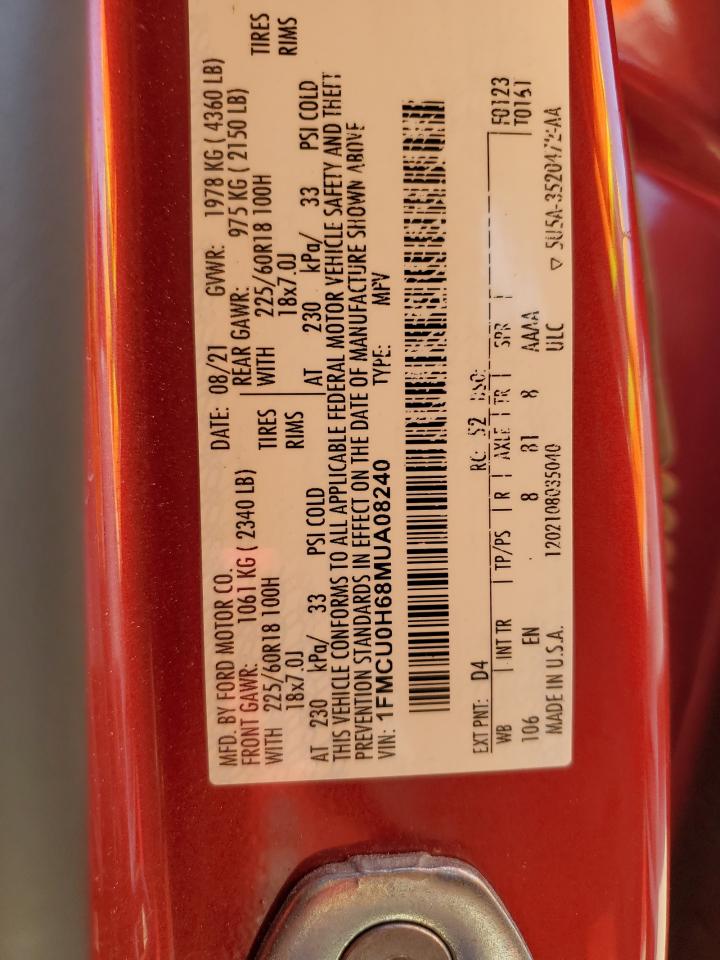 MFD. BY FORD MOTOR CO.
DATE: 08/21 GVWR: 1978 KG ( 4360 LB)
FRONT GAWR: 1061 KG ( 2340 LB) REAR GAWR: 975 KG ( 2150 LB)
WITH 225/60R18 100H TIRES WITH 225/60R18 100H TIRES
18x7.0J RIMS 18x7.0J RIMS
AT 230 kPa/ 33 PSI COLD AT 230 kPa/ 33 PSI COLD
THIS VEHICLE CONFORMS TO ALL APPLICABLE FEDERAL MOTOR VEHICLE SAFETY AND THEFT
PREVENTION STANDARDS IN EFFECT ON THE DATE OF MANUFACTURE SHOWN ABOVE
VIN: 1FMCU0H68MUA08240 TYPE: MPV
EXT PNT: D4 RC: 52 DSO:
F0123
WB INT TR TP/PS R AXLE TR SPR
T0161
106 EN 8 81 8 AAAA
MADE IN U.S.A. 1202108035040 ULC